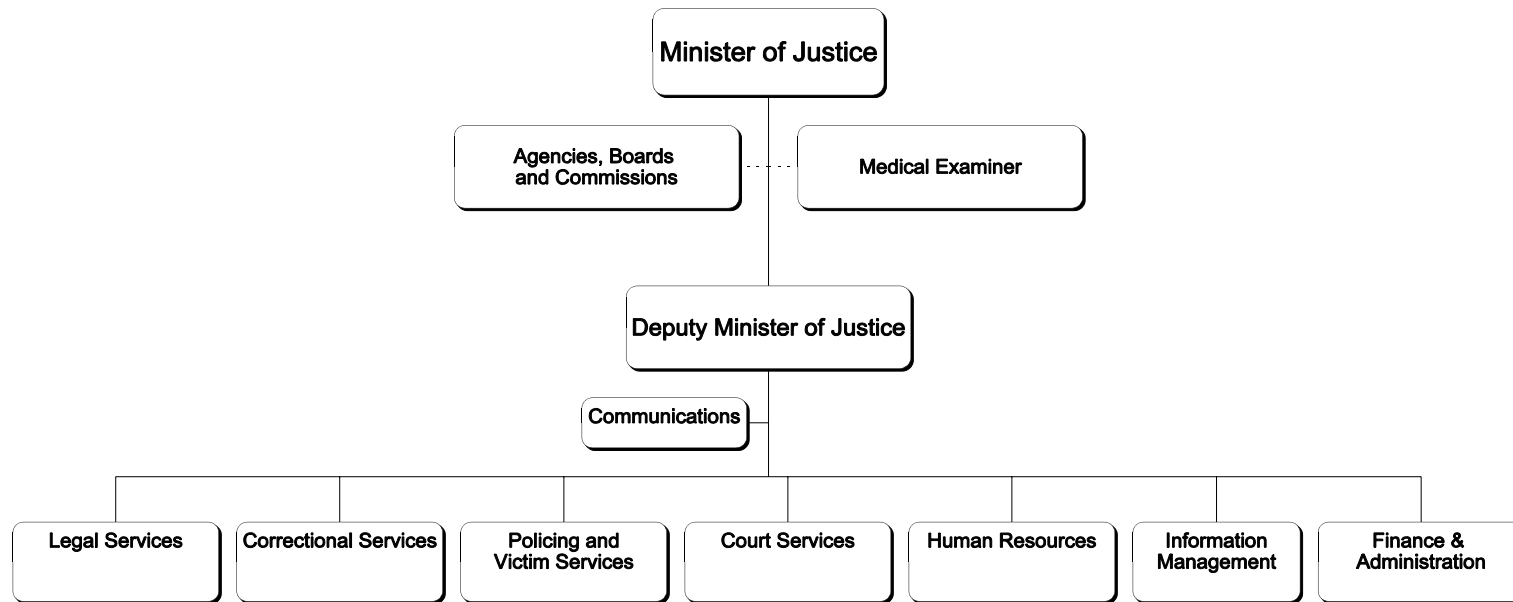 Minister of Justice
Agencies, Boards
and Commissions
Medical Examiner
Deputy Minister of Justice
Communications
Legal Services
Correctional Services
Policing and
Victim Services
Court Services
Human Resources
Information
Management
Finance &
Administration